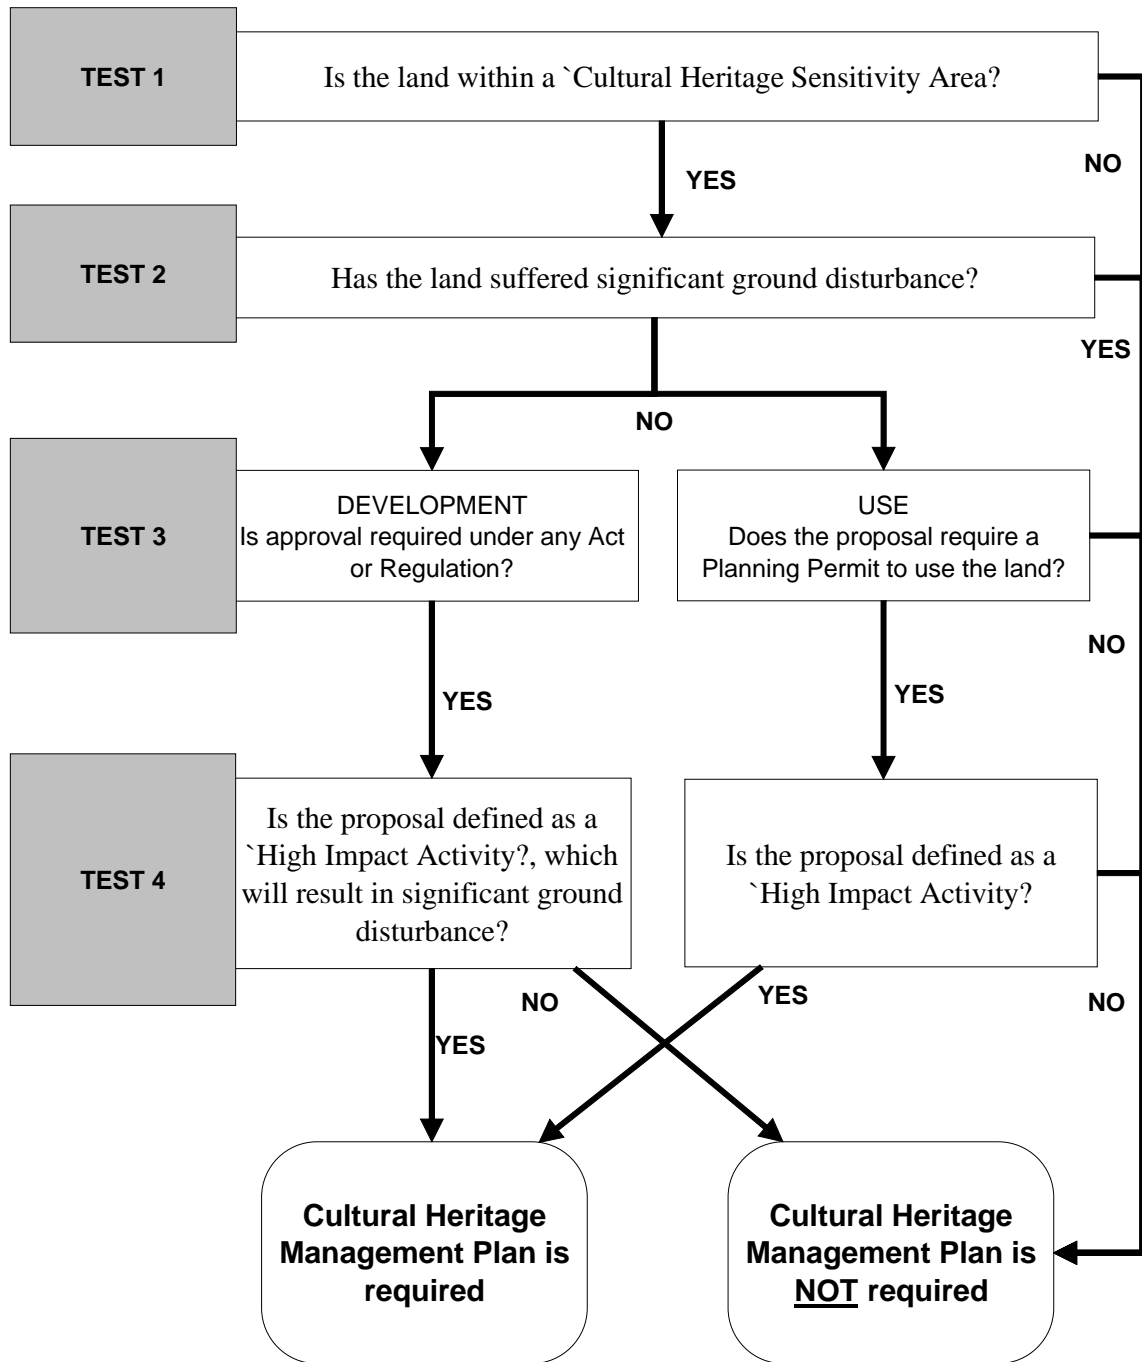 TEST 1
Is the land within a `Cultural Heritage Sensitivity Area?
NO
YES
TEST 2
Has the land suffered significant ground disturbance?
YES
NO
TEST 3
DEVELOPMENT
Is approval required under any Act
or Regulation?
USE
Does the proposal require a
Planning Permit to use the land?
NO
YES
YES
TEST 4
Is the proposal defined as a
`High Impact Activity?, which
will result in significant ground
disturbance?
Is the proposal defined as a
`High Impact Activity?
YES
NO
YES
NO
Cultural Heritage
Management Plan is
required
Cultural Heritage
Management Plan is
NOT required